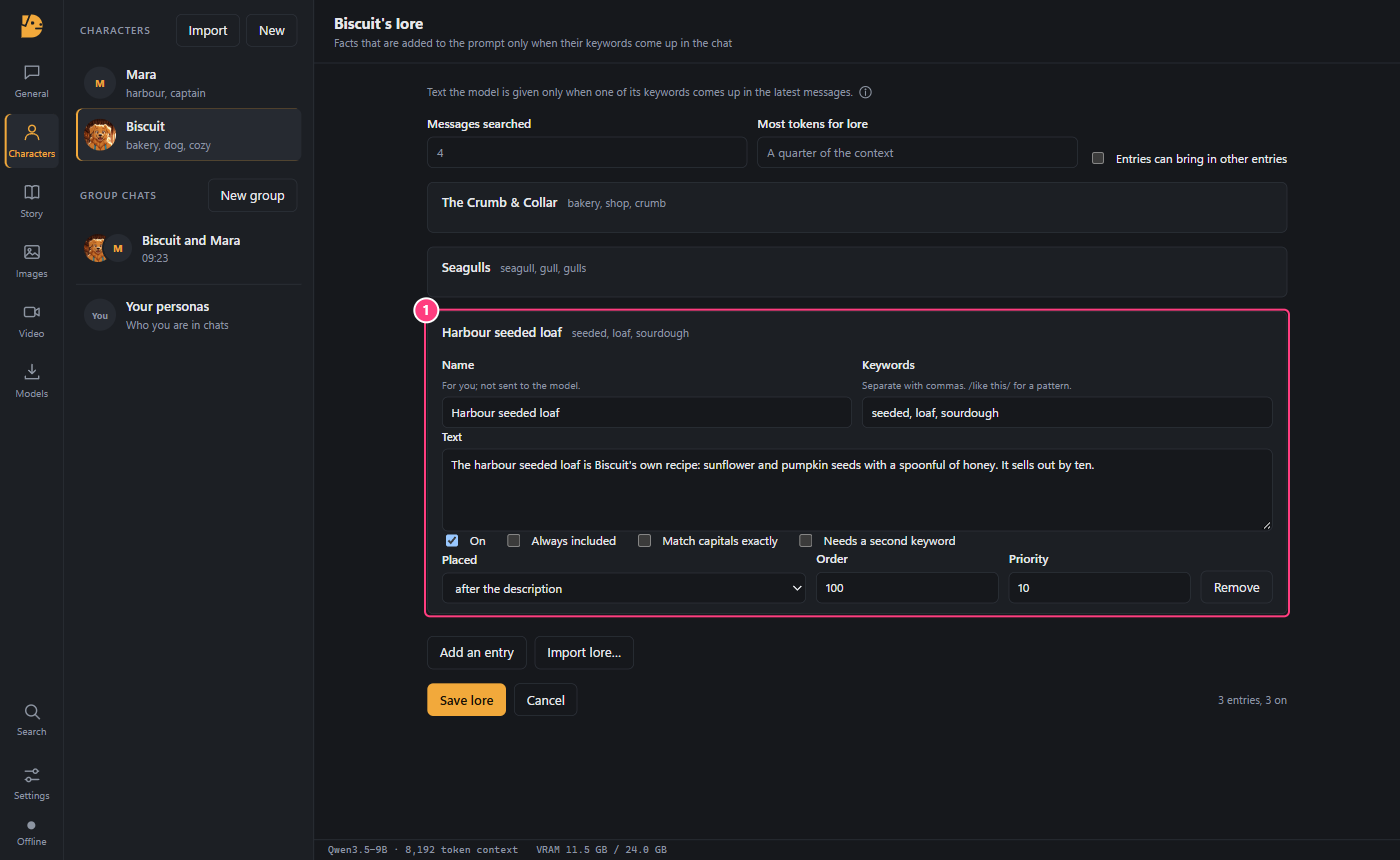 CHARACTERS
Import
New
Biscuit's lore
Facts that are added to the prompt only when their keywords come up in the chat
General
Characters
Story
Images
Video
Models
Search
Settings
Offline
M
Mara
harbour, captain
Biscuit
bakery, dog, cozy
GROUP CHATS
New group
M
Biscuit and Mara
09:23
You
Your personas
Who you are in chats
Text the model is given only when one of its keywords comes up in the latest messages.
Messages searched
4
Most tokens for lore
A quarter of the context
Entries can bring in other entries
The Crumb & Collar bakery, shop, crumb
Seagulls seagull, gull, gulls
1
Harbour seeded loaf seeded, loaf, sourdough
Name
For you; not sent to the model.
Harbour seeded loaf
Keywords
Separate with commas. /like this/ for a pattern.
seeded, loaf, sourdough
Text
The harbour seeded loaf is Biscuit's own recipe: sunflower and pumpkin seeds with a spoonful of honey. It sells out by ten.
On
Always included
Match capitals exactly
Needs a second keyword
Placed
after the description
Order
100
Priority
10
Remove
Add an entry
Import lore...
Save lore
Cancel
3 entries, 3 on
Qwen3.5-9B · 8,192 token context VRAM 11.5 GB / 24.0 GB